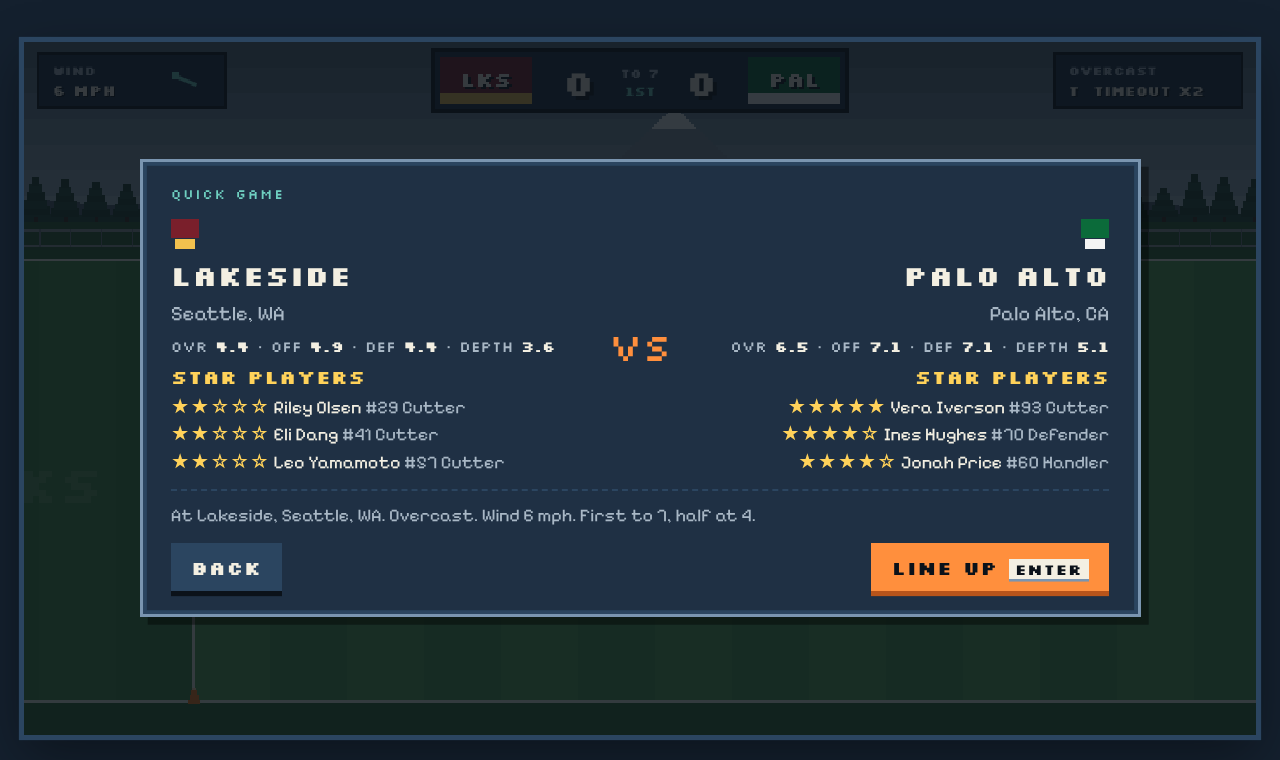 WIND
6 MPH
LKS 0 TO 7 0 PAL
1ST
OVERCAST
T TIMEOUT X2
QUICK GAME
LAKESIDE
Seattle, WA
OVR 4.4 · OFF 4.9 · DEF 4.4 · DEPTH 3.6
STAR PLAYERS
★★☆☆☆ Riley Olsen #29 Cutter
★★☆☆☆ Eli Dang #41 Cutter
★★☆☆☆ Leo Yamamoto #97 Cutter
VS
PALO ALTO
Palo Alto, CA
OVR 6.5 · OFF 7.1 · DEF 7.1 · DEPTH 5.1
STAR PLAYERS
★★★★★ Vera Iverson #93 Cutter
★★★★☆ Ines Hughes #70 Defender
★★★★☆ Jonah Price #60 Handler
KS
At Lakeside, Seattle, WA. Overcast. Wind 6 mph. First to 7, half at 4.
BACK
LINE UP ENTER